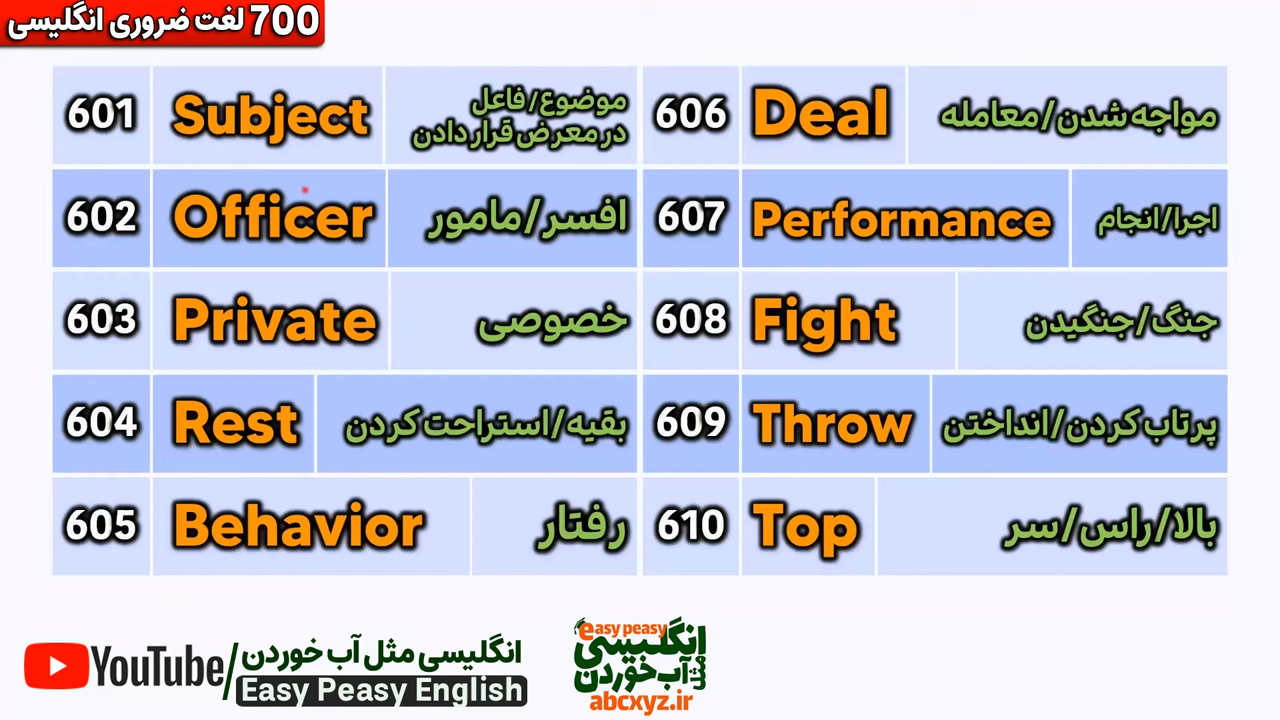 700 لغت ضروری انگلیسی
601 Subject موضوع/فاعل
در معرض قرار دادن
602 Officer افسر/مامور
603 Private خصوصی
604 Rest بقیه/استراحت کردن
605 Behavior رفتار
606 Deal مواجه شدن/معامله
607 Performance اجرا/انجام
608 Fight جنگ/جنگیدن
609 Throw پرتاب کردن/انداختن
610 Top بالا/راس/سر
YouTube/انگلیسی مثل آب خوردن
Easy Peasy English
easy peasy
انگلیسی
مثل آب خوردن
abcxyz.ir